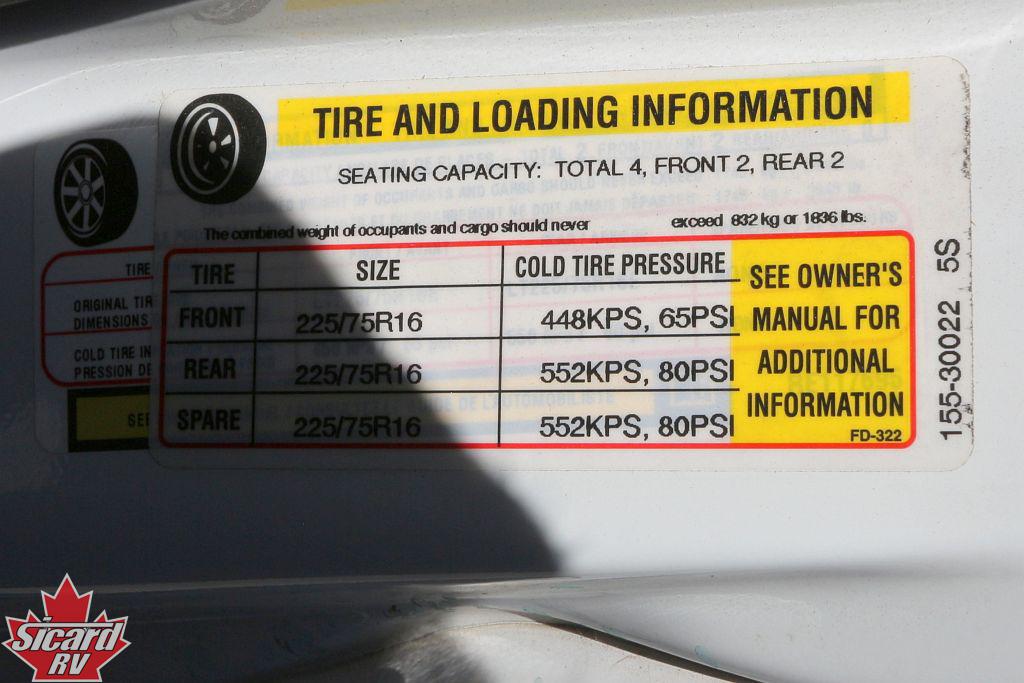 TIRE AND LOADING INFORMATION
SEATING CAPACITY: TOTAL 4, FRONT 2, REAR 2
The combined weight of occupants and cargo should never exceed 832 kg or 1836 lbs.
TIRE SIZE COLD TIRE PRESSURE
FRONT 225/75R16 448KPS, 65PSI
REAR 225/75R16 552KPS, 80PSI
SPARE 225/75R16 552KPS, 80PSI
SEE OWNER'S
MANUAL FOR
ADDITIONAL
INFORMATION
FD-322
155-30022 5S
TIRE
ORIGINAL TIR
DIMENSIONS
COLD TIRE IN
PRESSION DE
SEE
Sicard
RV